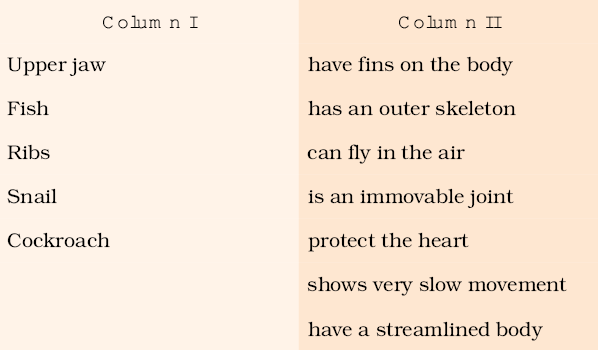 Column I Column II
Upper jaw have fins on the body
Fish has an outer skeleton
Ribs can fly in the air
Snail is an immovable joint
Cockroach protect the heart
shows very slow movement
have a streamlined body